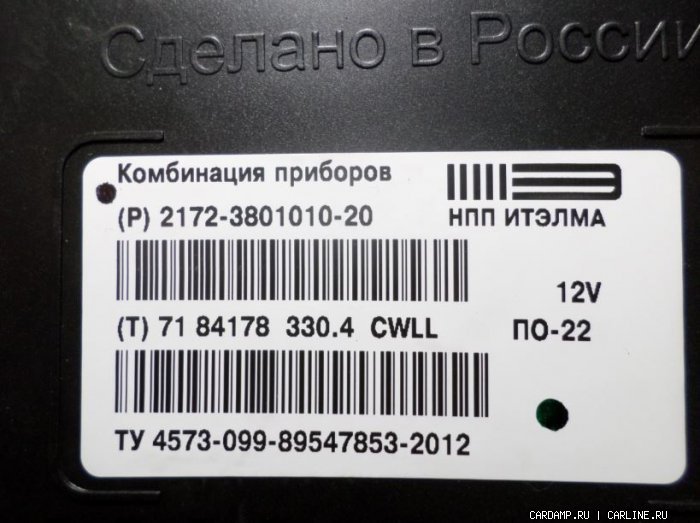 Сделано в России
Комбинация приборов
(P) 2172-3801010-20
НПП ИТЭЛМА
12V
(T) 71 84178 330.4 CWLL
ПО-22
ТУ 4573-099-89547853-2012
CARDAMP.RU | CARLINE.RU